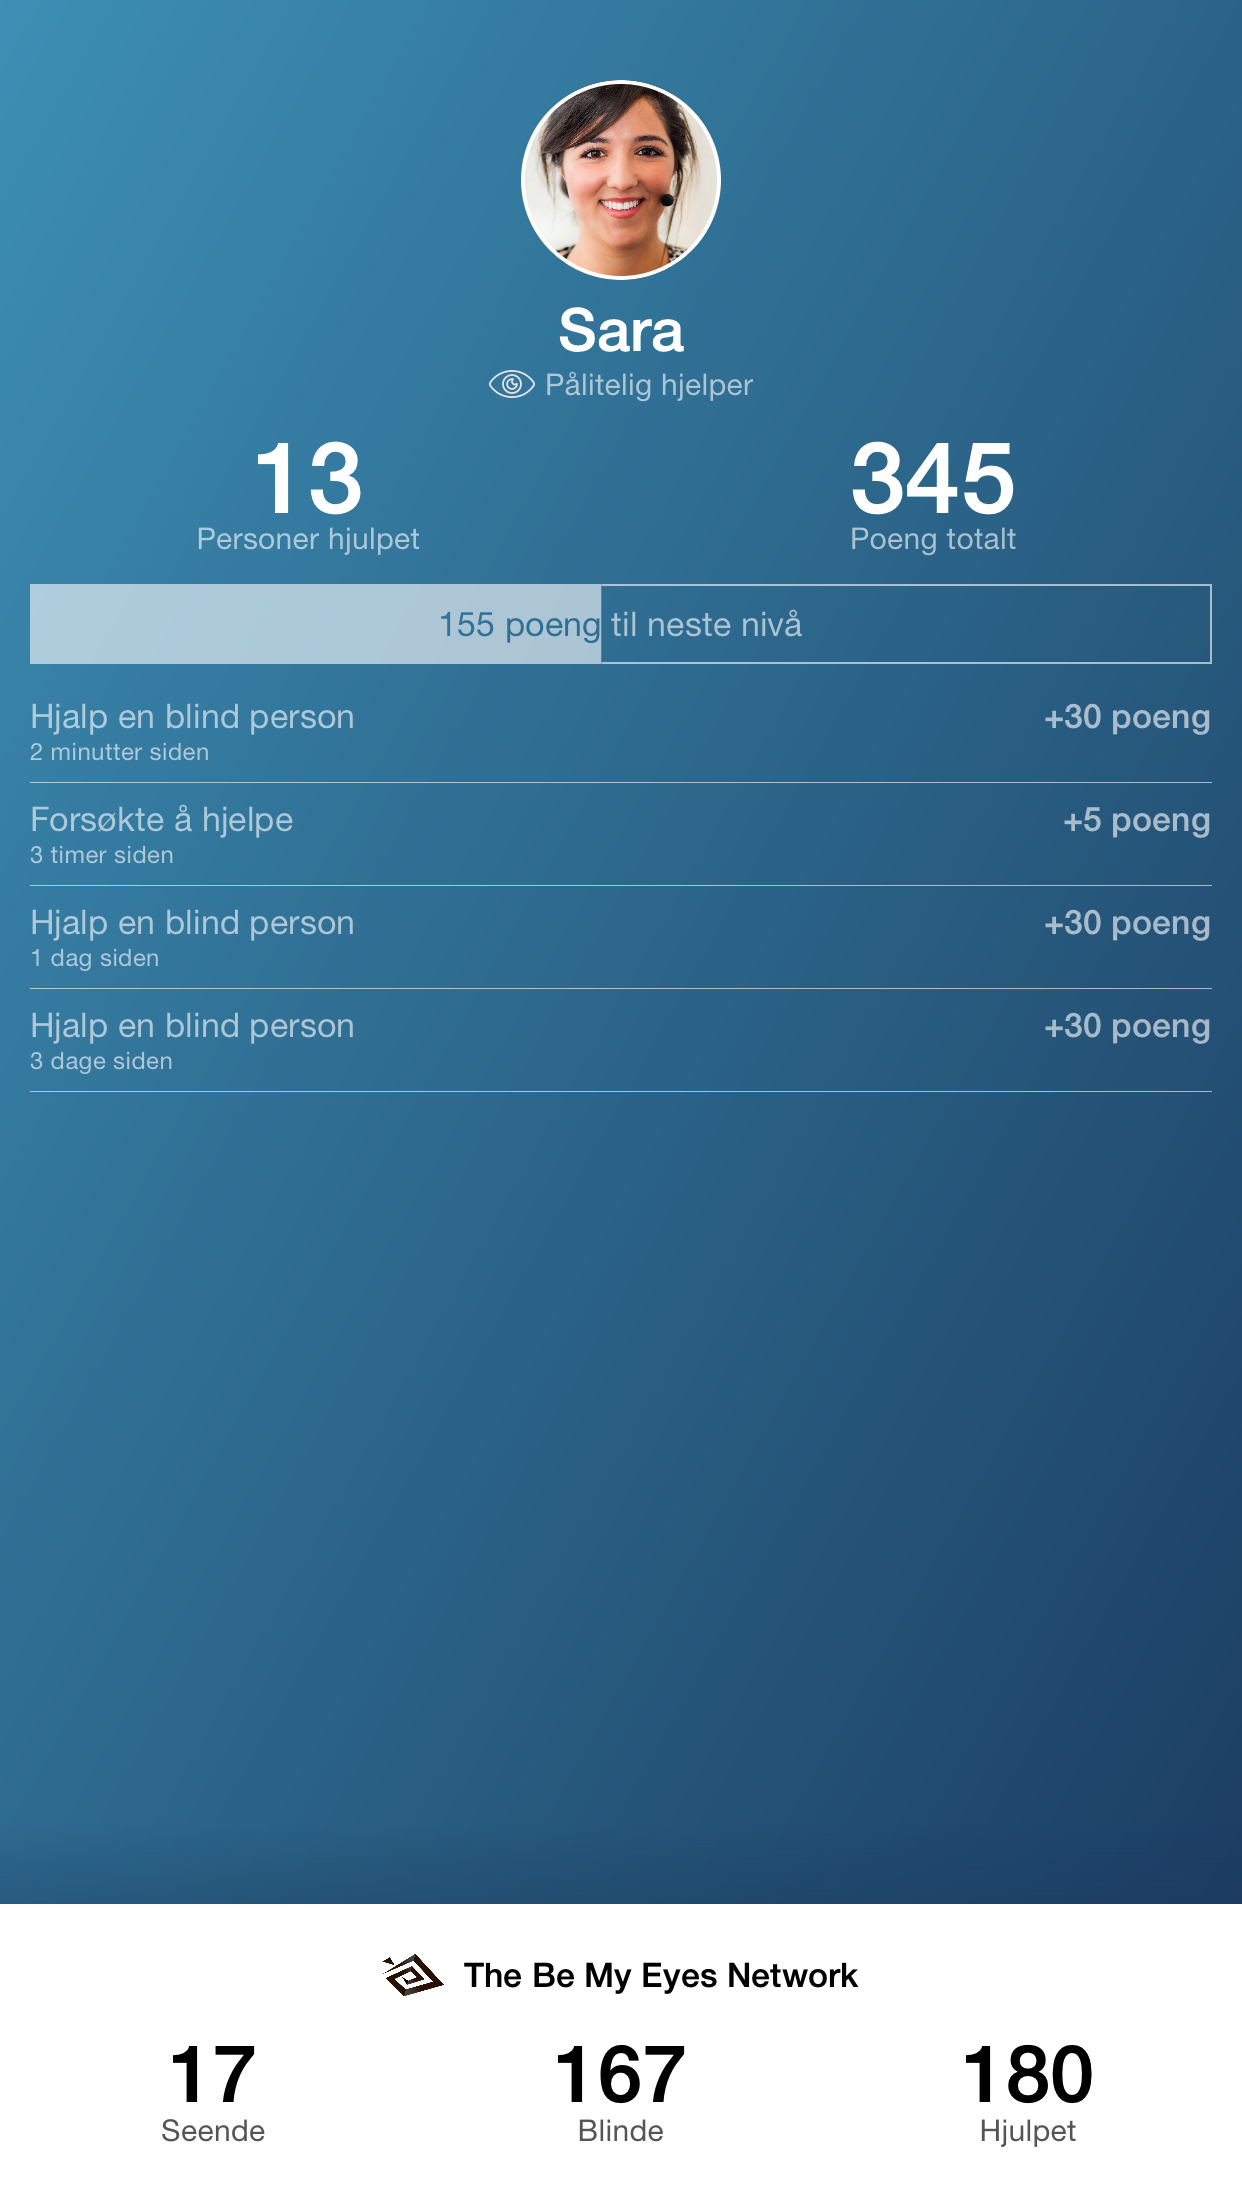 Sara
Pålitelig hjelper
13
Personer hjulpet
345
Poeng totalt
155 poeng til neste nivå
Hjalp en blind person
+30 poeng
2 minutter siden
Forsøkte å hjelpe
+5 poeng
3 timer siden
Hjalp en blind person
+30 poeng
1 dag siden
Hjalp en blind person
+30 poeng
3 dage siden
The Be My Eyes Network
17
Seende
167
Blinde
180
Hjulpet